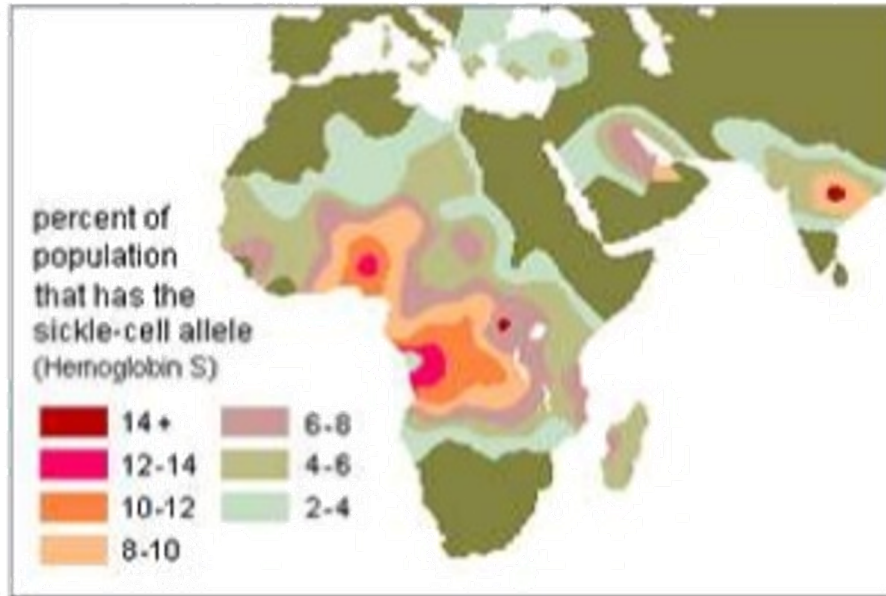 percent of
population
that has the
sickle-cell allele
(Hemoglobin S)
14+
12-14
10-12
8-10
6-8
4-6
2-4